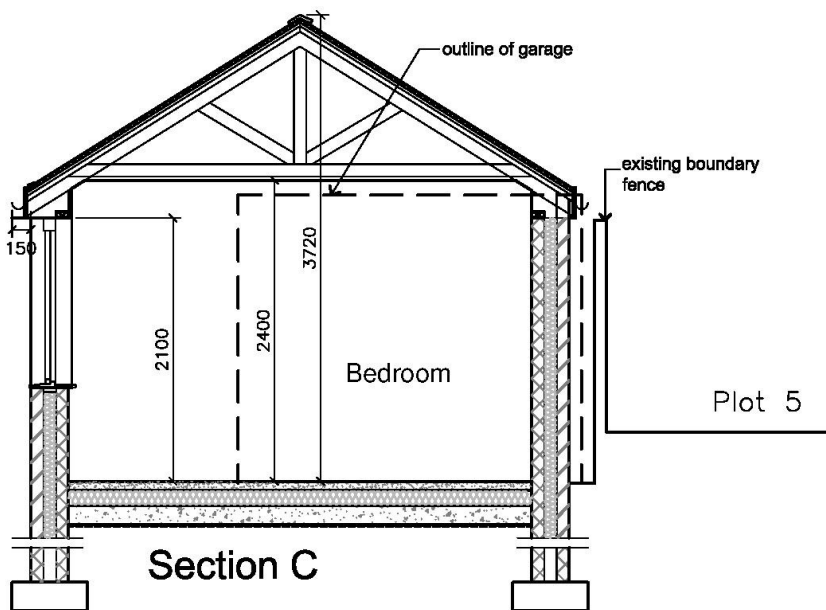 outline of garage
existing boundary
fence
150
3720
2100
2400
Bedroom
Plot 5
Section C